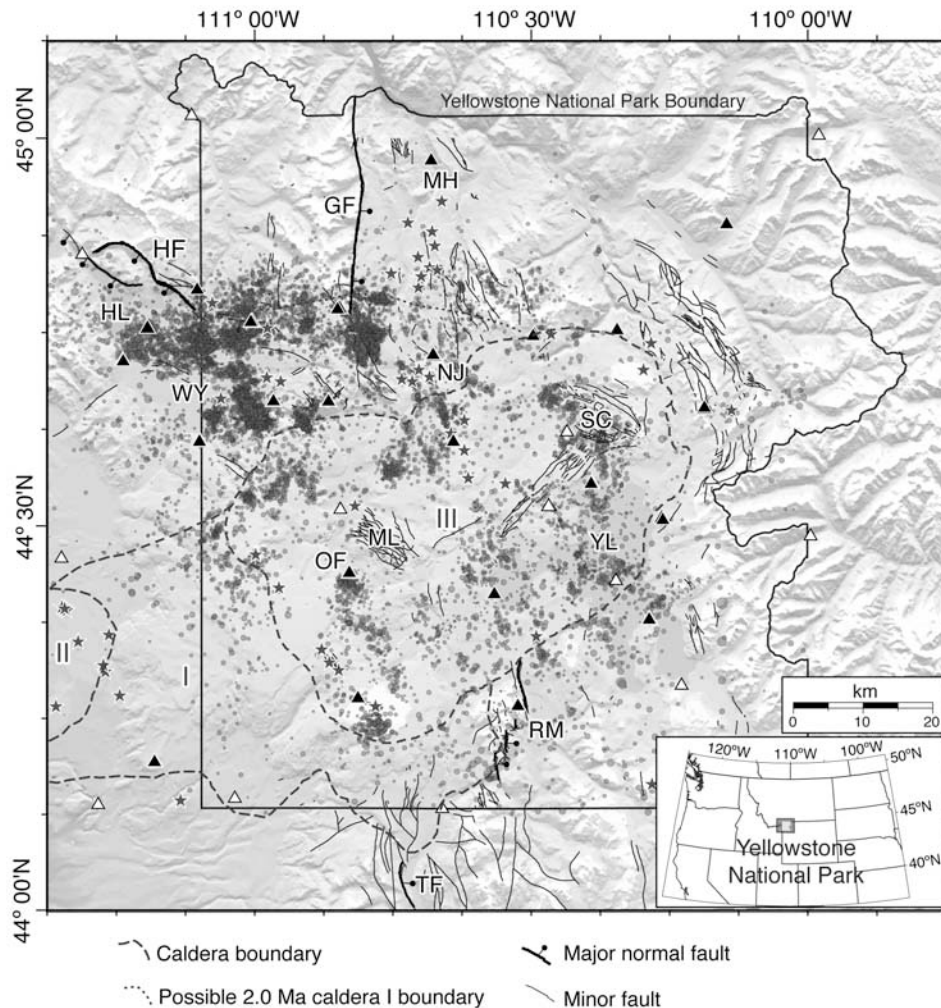 111° 00'W
110° 30'W
110° 00'W
Yellowstone National Park Boundary
45° 00'N
MH
GF
HF
HL
NJ
WY
SC
44° 30'N
III
ML
YL
OF
II
I
km
0 10 20
RM
120°W
110°W
100°W
50°N
45°N
40°N
Yellowstone
National Park
TF
44° 00'N
Caldera boundary
Major normal fault
Possible 2.0 Ma caldera I boundary
Minor fault